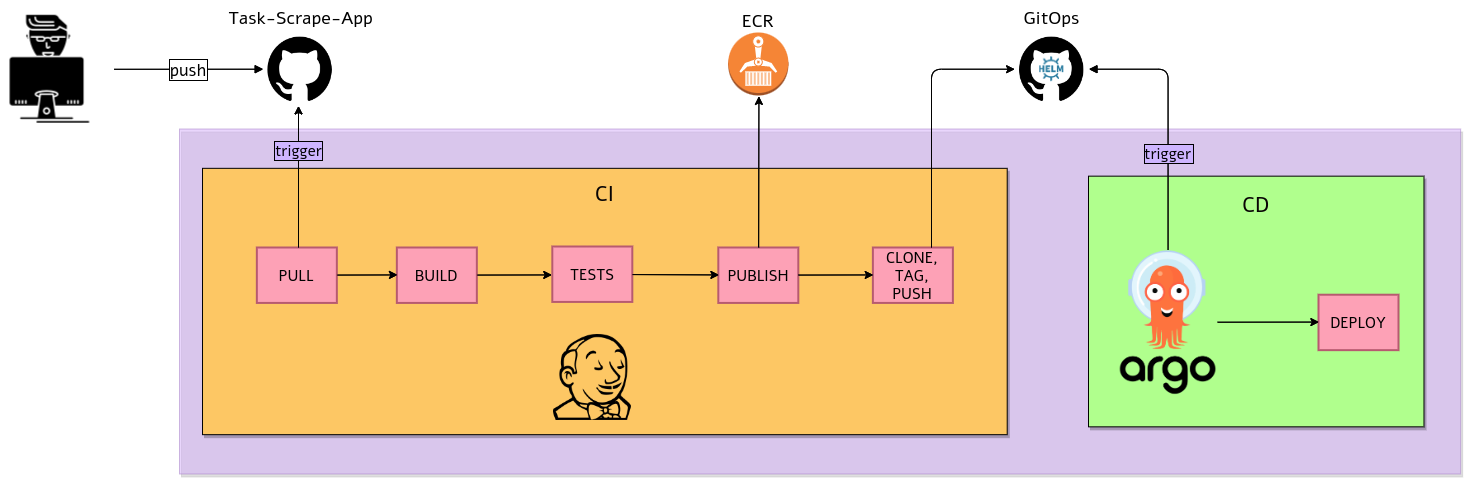 Task-Scrape-App
ECR
GitOps
push
HELM
trigger
trigger
CI
CD
PULL
BUILD
TESTS
PUBLISH
CLONE,
TAG,
PUSH
DEPLOY
argo